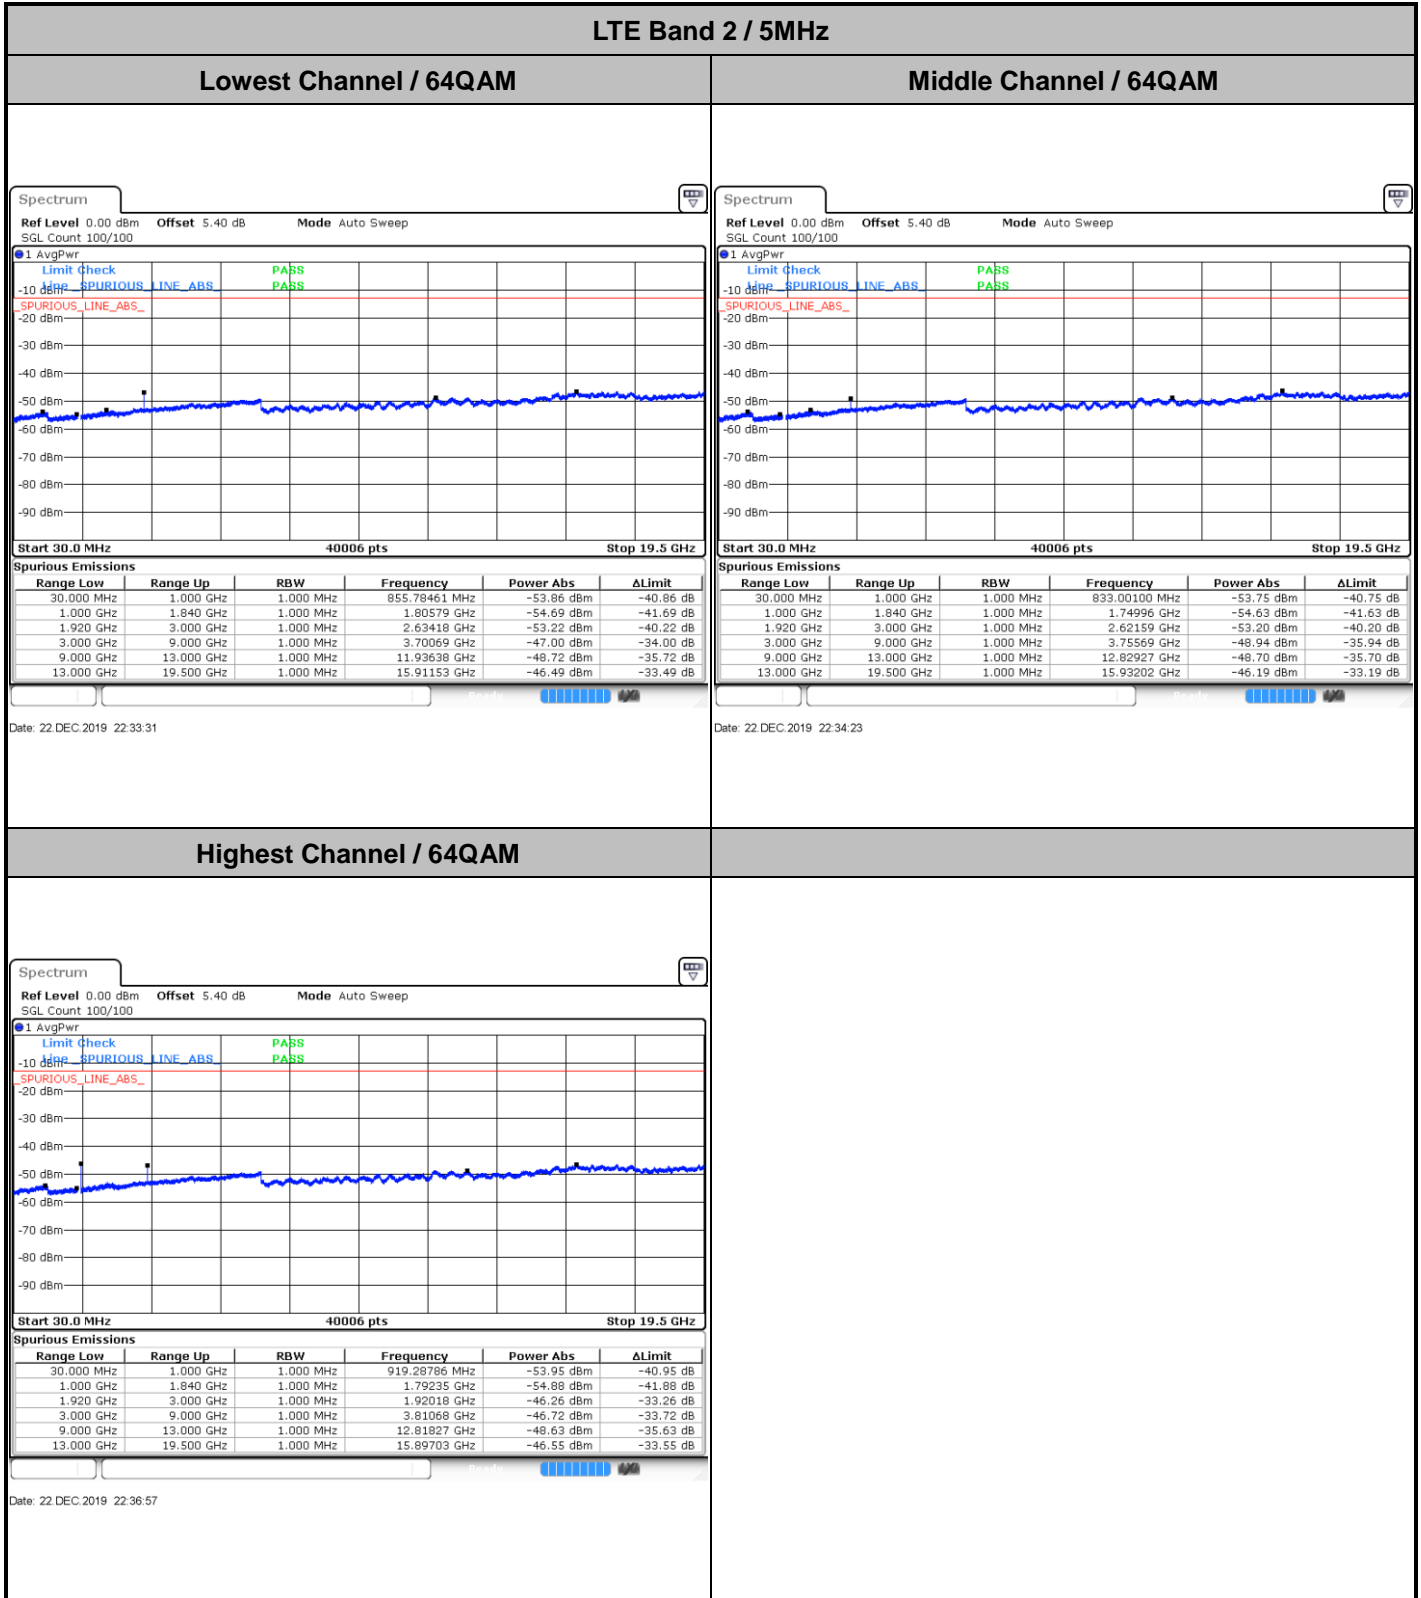 LTE Band 2 / 5MHz
Lowest Channel / 64QAM
Middle Channel / 64QAM
Spectrum
Ref Level 0.00 dBm Offset 5.40 dB Mode Auto Sweep
SGL Count 100/100
1 AvgPwr
Limit Check PASS
Line _SPURIOUS_LINE_ABS_ PASS
-10 dBm
_SPURIOUS_LINE_ABS_
-20 dBm
-30 dBm
-40 dBm
-50 dBm
-60 dBm
-70 dBm
-80 dBm
-90 dBm
Start 30.0 MHz 40006 pts Stop 19.5 GHz
Spurious Emissions
Range Low Range Up RBW Frequency Power Abs ΔLimit
30.000 MHz 1.000 GHz 1.000 MHz 855.78461 MHz -53.86 dBm -40.86 dB
1.000 GHz 1.840 GHz 1.000 MHz 1.80579 GHz -54.69 dBm -41.69 dB
1.920 GHz 3.000 GHz 1.000 MHz 2.63418 GHz -53.22 dBm -40.22 dB
3.000 GHz 9.000 GHz 1.000 MHz 3.70069 GHz -47.00 dBm -34.00 dB
9.000 GHz 13.000 GHz 1.000 MHz 11.93638 GHz -48.72 dBm -35.72 dB
13.000 GHz 19.500 GHz 1.000 MHz 15.91153 GHz -46.49 dBm -33.49 dB
Ready
Date: 22.DEC.2019 22:33:31
Spectrum
Ref Level 0.00 dBm Offset 5.40 dB Mode Auto Sweep
SGL Count 100/100
1 AvgPwr
Limit Check PASS
Line _SPURIOUS_LINE_ABS_ PASS
-10 dBm
_SPURIOUS_LINE_ABS_
-20 dBm
-30 dBm
-40 dBm
-50 dBm
-60 dBm
-70 dBm
-80 dBm
-90 dBm
Start 30.0 MHz 40006 pts Stop 19.5 GHz
Spurious Emissions
Range Low Range Up RBW Frequency Power Abs ΔLimit
30.000 MHz 1.000 GHz 1.000 MHz 833.00100 MHz -53.75 dBm -40.75 dB
1.000 GHz 1.840 GHz 1.000 MHz 1.74996 GHz -54.63 dBm -41.63 dB
1.920 GHz 3.000 GHz 1.000 MHz 2.62159 GHz -53.20 dBm -40.20 dB
3.000 GHz 9.000 GHz 1.000 MHz 3.75569 GHz -48.94 dBm -35.94 dB
9.000 GHz 13.000 GHz 1.000 MHz 12.82927 GHz -48.70 dBm -35.70 dB
13.000 GHz 19.500 GHz 1.000 MHz 15.93202 GHz -46.19 dBm -33.19 dB
Ready
Date: 22.DEC.2019 22:34:23
Highest Channel / 64QAM
Spectrum
Ref Level 0.00 dBm Offset 5.40 dB Mode Auto Sweep
SGL Count 100/100
1 AvgPwr
Limit Check PASS
Line _SPURIOUS_LINE_ABS_ PASS
-10 dBm
_SPURIOUS_LINE_ABS_
-20 dBm
-30 dBm
-40 dBm
-50 dBm
-60 dBm
-70 dBm
-80 dBm
-90 dBm
Start 30.0 MHz 40006 pts Stop 19.5 GHz
Spurious Emissions
Range Low Range Up RBW Frequency Power Abs ΔLimit
30.000 MHz 1.000 GHz 1.000 MHz 919.28786 MHz -53.95 dBm -40.95 dB
1.000 GHz 1.840 GHz 1.000 MHz 1.79235 GHz -54.88 dBm -41.88 dB
1.920 GHz 3.000 GHz 1.000 MHz 1.92018 GHz -46.26 dBm -33.26 dB
3.000 GHz 9.000 GHz 1.000 MHz 3.81068 GHz -46.72 dBm -33.72 dB
9.000 GHz 13.000 GHz 1.000 MHz 12.81827 GHz -48.63 dBm -35.63 dB
13.000 GHz 19.500 GHz 1.000 MHz 15.89703 GHz -46.55 dBm -33.55 dB
Ready
Date: 22.DEC.2019 22:36:57